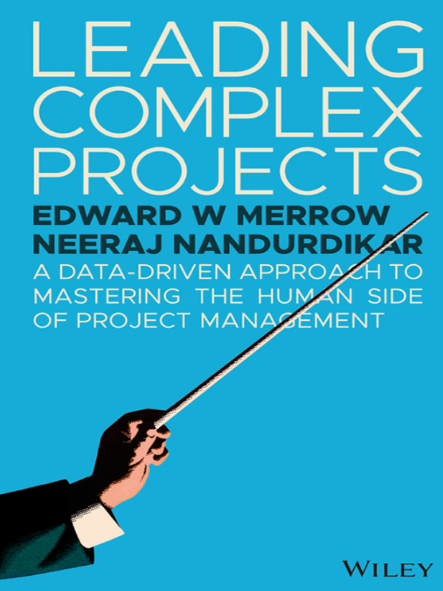 LEADING
COMPLEX
PROJECTS
EDWARD W MERROW
NEERAJ NANDURDIKAR
A DATA-DRIVEN APPROACH TO
MASTERING THE HUMAN SIDE
OF PROJECT MANAGEMENT
WILEY